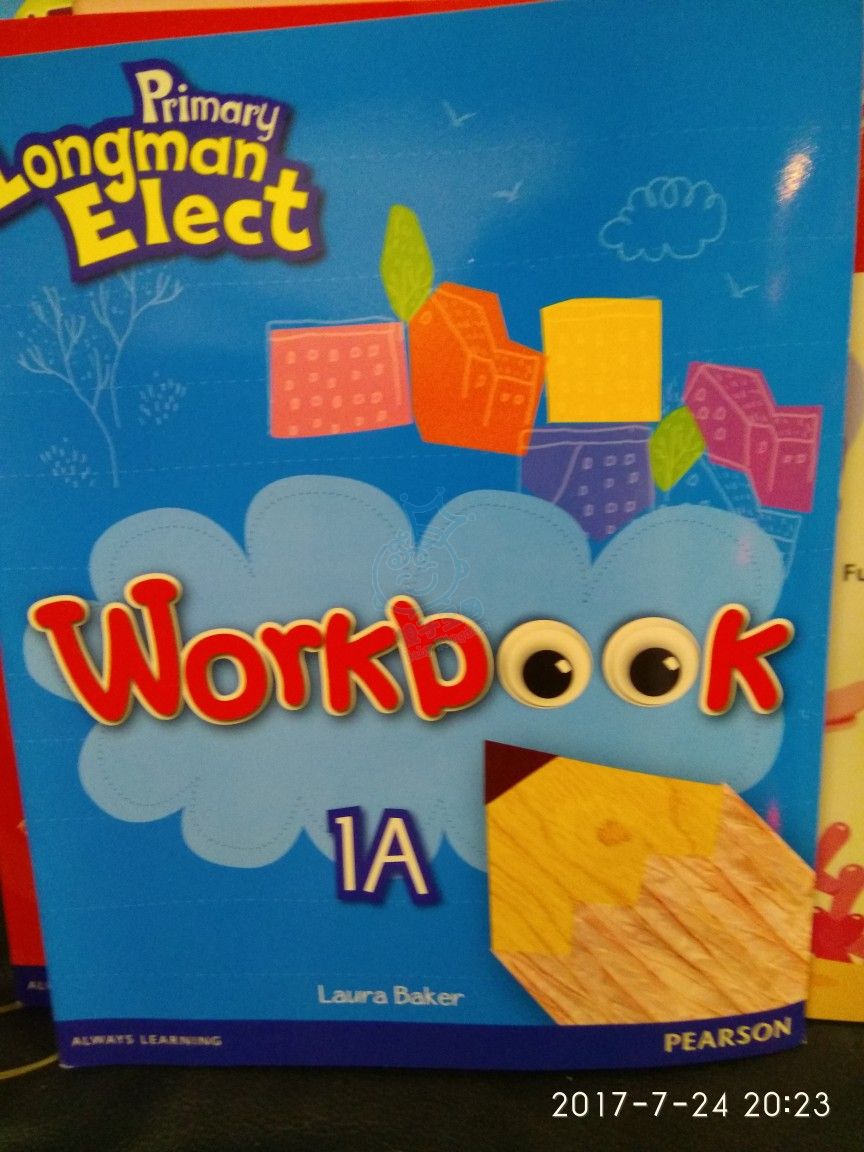 Primary
Longman
Elect
Workbook
1A
Laura Baker
ALWAYS LEARNING
PEARSON
2017-7-24 20:23